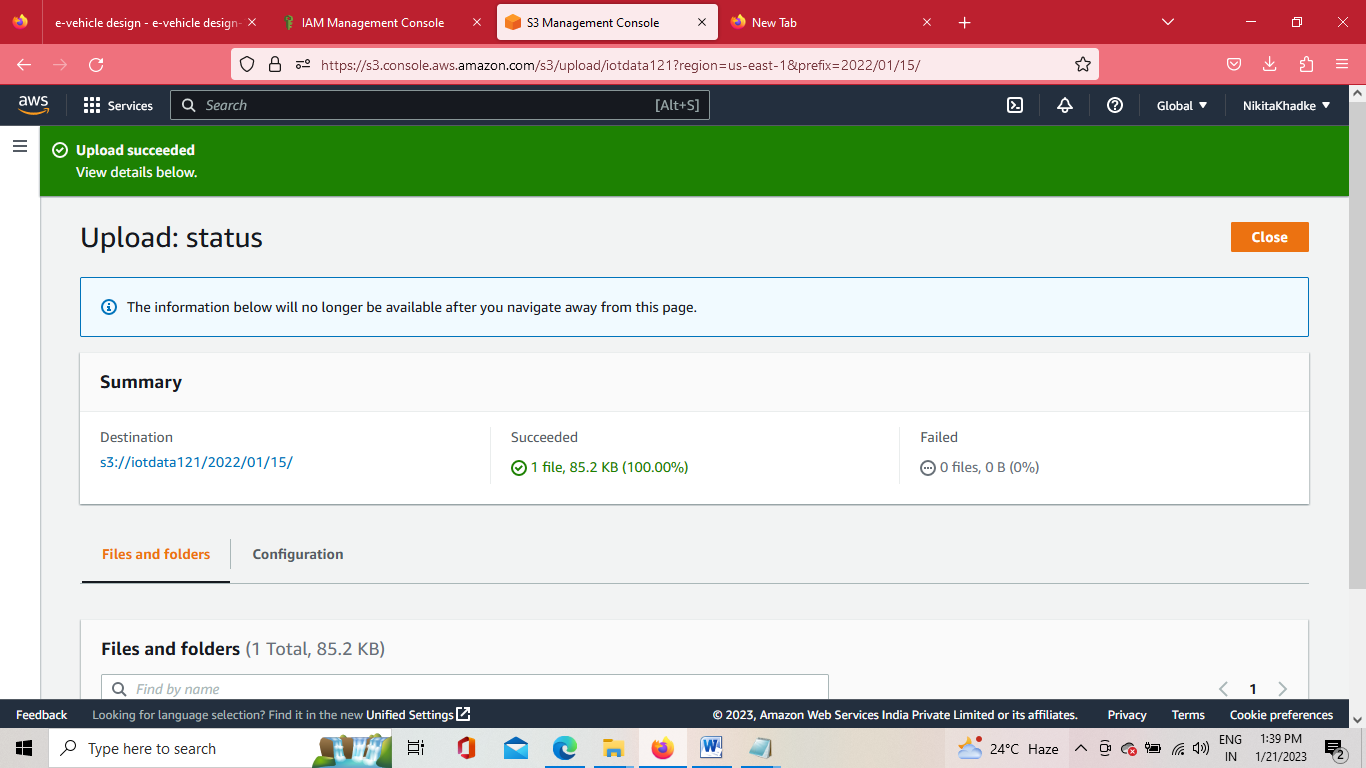 e-vehicle design - e-vehicle design-
IAM Management Console
S3 Management Console
New Tab
https://s3.console.aws.amazon.com/s3/upload/iotdata121?region=us-east-1&prefix=2022/01/15/
aws
Services
Search
[Alt+S]
Global
NikitaKhadke
Upload succeeded
View details below.
Upload: status
Close
The information below will no longer be available after you navigate away from this page.
Summary
Destination
s3://iotdata121/2022/01/15/
Succeeded
1 file, 85.2 KB (100.00%)
Failed
0 files, 0 B (0%)
Files and folders
Configuration
Files and folders (1 Total, 85.2 KB)
Find by name
1
Feedback
Looking for language selection? Find it in the new Unified Settings
© 2023, Amazon Web Services India Private Limited or its affiliates.
Privacy
Terms
Cookie preferences
Type here to search
24°C Haze
ENG
IN
1:39 PM
1/21/2023
2